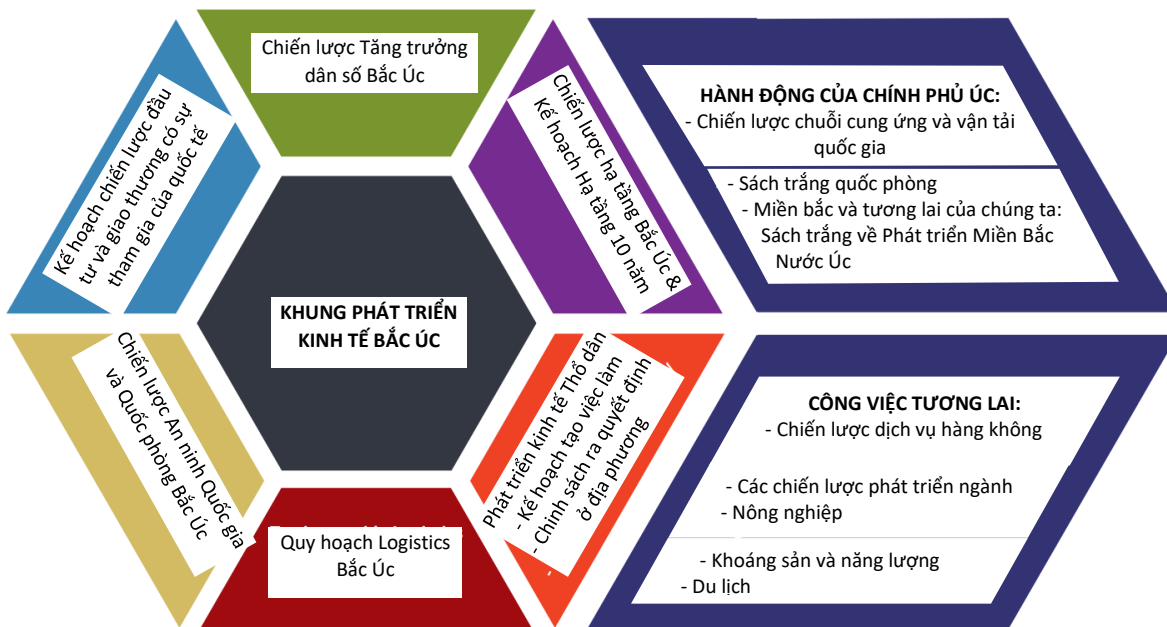 Chiến lược Tăng trưởng
dân số Bắc Úc
Kế hoạch chiến lược đầu
tư và giao thương có sự
tham gia của quốc tế
Chiến lược hạ tầng Bắc Úc &
Kế hoạch Hạ tầng 10 năm
KHUNG PHÁT TRIỂN
KINH TẾ BẮC ÚC
Chiến lược An ninh Quốc gia
và Quốc phòng Bắc Úc
Phát triển kinh tế Thổ dân
- Kế hoạch tạo việc làm
- Chính sách ra quyết định
ở địa phương
Quy hoạch Logistics
Bắc Úc
HÀNH ĐỘNG CỦA CHÍNH PHỦ ÚC:
- Chiến lược chuỗi cung ứng và vận tải
quốc gia
- Sách trắng quốc phòng
- Miền bắc và tương lai của chúng ta:
Sách trắng về Phát triển Miền Bắc
Nước Úc
CÔNG VIỆC TƯƠNG LAI:
- Chiến lược dịch vụ hàng không
- Các chiến lược phát triển ngành
- Nông nghiệp
- Khoáng sản và năng lượng
- Du lịch